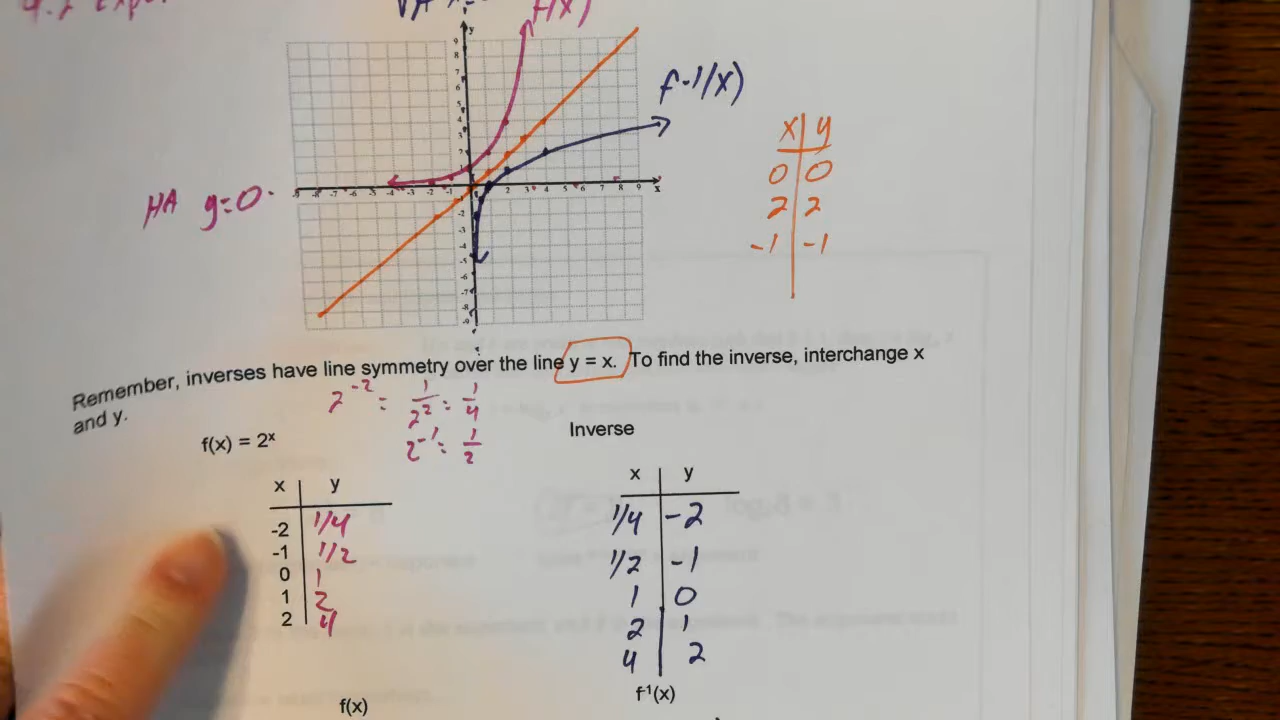 f(x)
f-1(x)
HA y=0
x y
0 0
2 2
-1 -1
Remember, inverses have line symmetry over the line y = x. To find the inverse, interchange x
and y.
2^-2 = 1/2^2 = 1/4
2^-1 = 1/2
f(x) = 2ˣ
Inverse
x y
-2 1/4
-1 1/2
0 1
1 2
2 4
x y
1/4 -2
1/2 -1
1 0
2 1
4 2
f(x)
f¹(x)